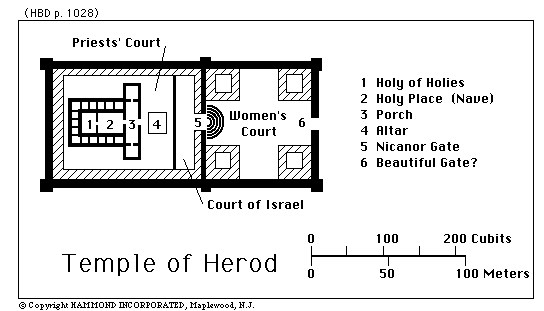 (HBD p. 1028)
Priests' Court
1 Holy of Holies
2 Holy Place (Nave)
3 Porch
4 Altar
5 Nicanor Gate
6 Beautiful Gate?
1 2 3 4 5 Women's Court 6
Court of Israel
Temple of Herod
0 100 200 Cubits
0 50 100 Meters
© Copyright HAMMOND INCORPORATED, Maplewood, N.J.